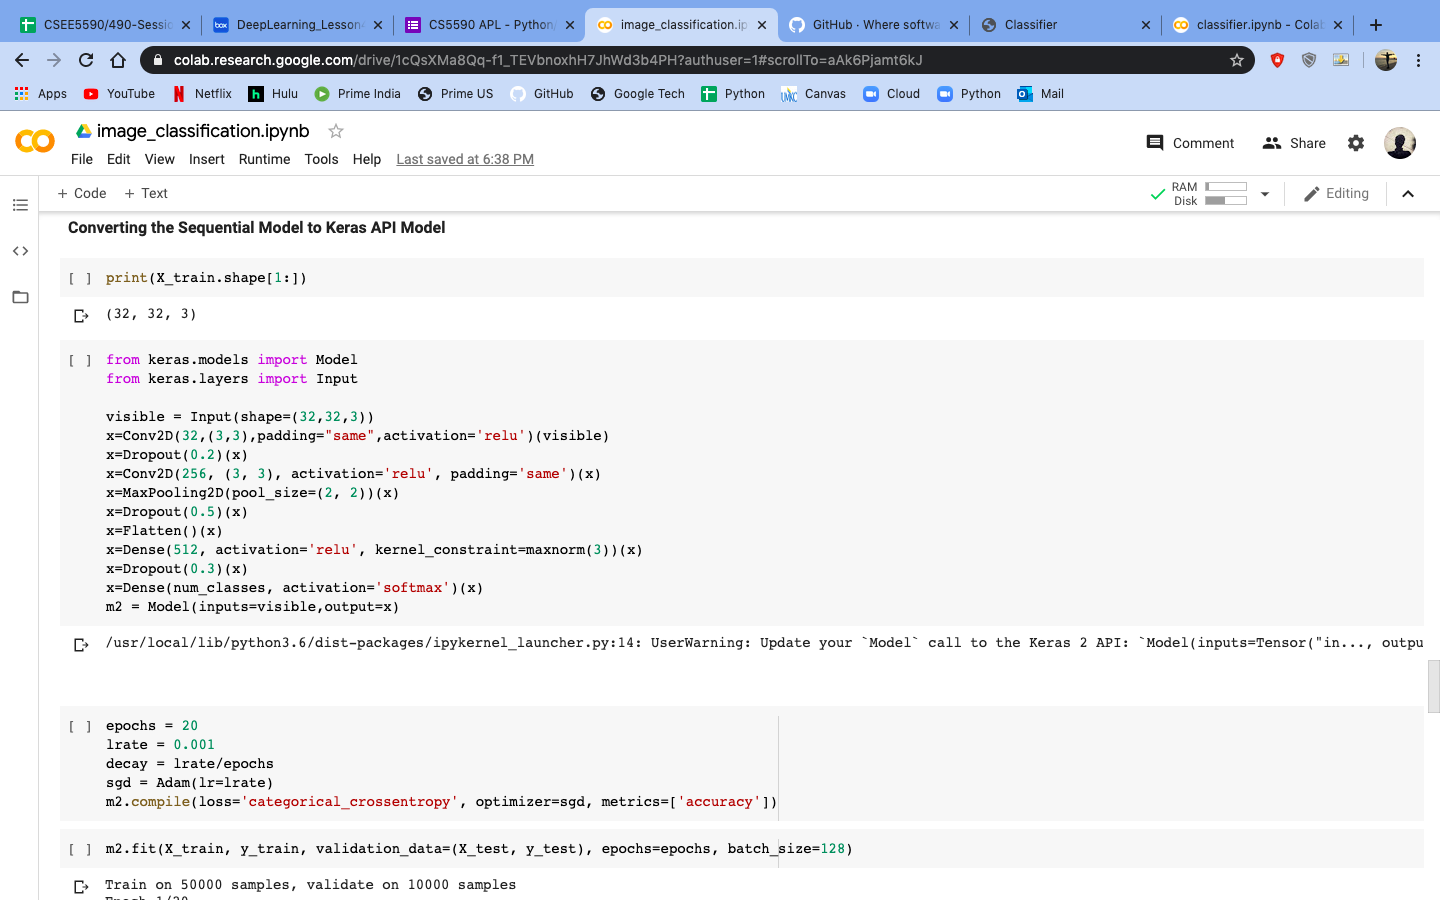 CSEE5590/490-Sessio
DeepLearning_Lesson
CS5590 APL - Python/
image_classification.ip
GitHub · Where softwa
Classifier
classifier.ipynb - Colab
colab.research.google.com/drive/1cQsXMa8Qq-f1_TEVbnoxhH7JhWd3b4PH?authuser=1#scrollTo=aAk6Pjamt6kJ
Apps YouTube Netflix Hulu Prime India Prime US GitHub Google Tech Python Canvas Cloud Python Mail
image_classification.ipynb
Comment Share
File Edit View Insert Runtime Tools Help Last saved at 6:38 PM
+ Code + Text
RAM
Disk
Editing
Converting the Sequential Model to Keras API Model
[ ] print(X_train.shape[1:])
(32, 32, 3)
[ ] from keras.models import Model
from keras.layers import Input
visible = Input(shape=(32,32,3))
x=Conv2D(32,(3,3),padding="same",activation='relu')(visible)
x=Dropout(0.2)(x)
x=Conv2D(256, (3, 3), activation='relu', padding='same')(x)
x=MaxPooling2D(pool_size=(2, 2))(x)
x=Dropout(0.5)(x)
x=Flatten()(x)
x=Dense(512, activation='relu', kernel_constraint=maxnorm(3))(x)
x=Dropout(0.3)(x)
x=Dense(num_classes, activation='softmax')(x)
m2 = Model(inputs=visible,output=x)
/usr/local/lib/python3.6/dist-packages/ipykernel_launcher.py:14: UserWarning: Update your `Model` call to the Keras 2 API: `Model(inputs=Tensor("in..., outpu
[ ] epochs = 20
lrate = 0.001
decay = lrate/epochs
sgd = Adam(lr=lrate)
m2.compile(loss='categorical_crossentropy', optimizer=sgd, metrics=['accuracy'])
[ ] m2.fit(X_train, y_train, validation_data=(X_test, y_test), epochs=epochs, batch_size=128)
Train on 50000 samples, validate on 10000 samples
Epoch 1/20